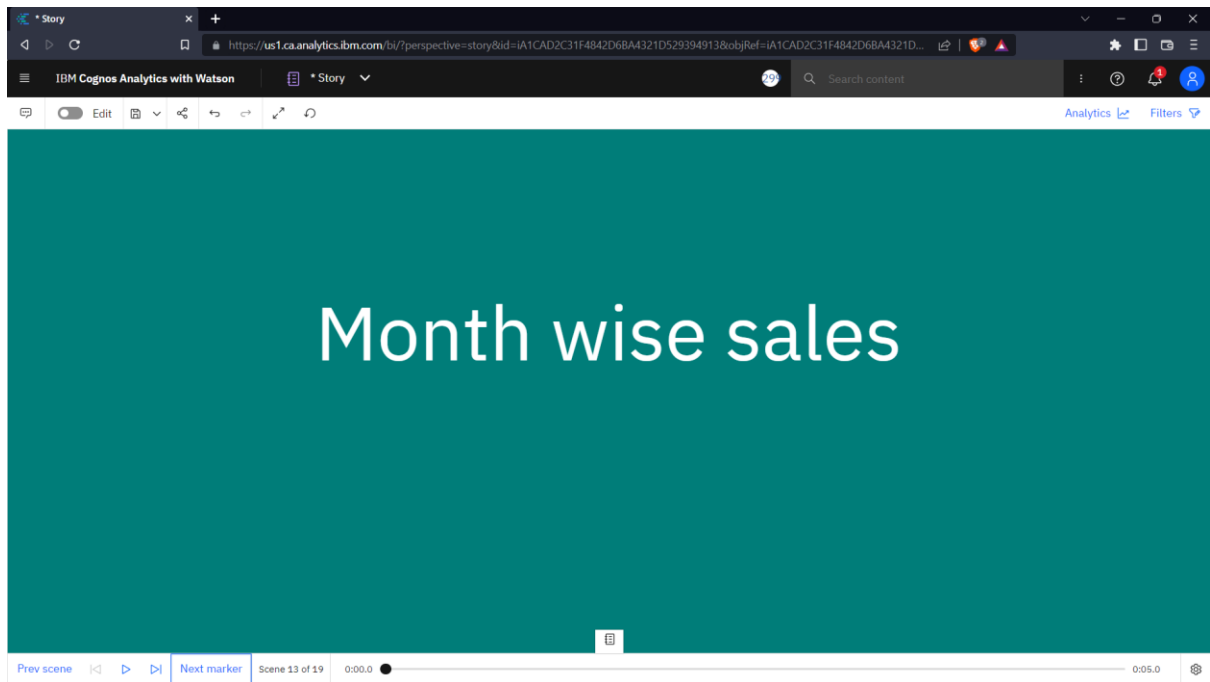 * Story
https://us1.ca.analytics.ibm.com/bi/?perspective=story&id=iA1CAD2C31F4842D6BA4321D529394913&objRef=iA1CAD2C31F4842D6BA4321D...
IBM Cognos Analytics with Watson
* Story
Search content
1
Edit
Analytics
Filters
Month wise sales
Prev scene
Next marker
Scene 13 of 19
0:00.0
0:05.0